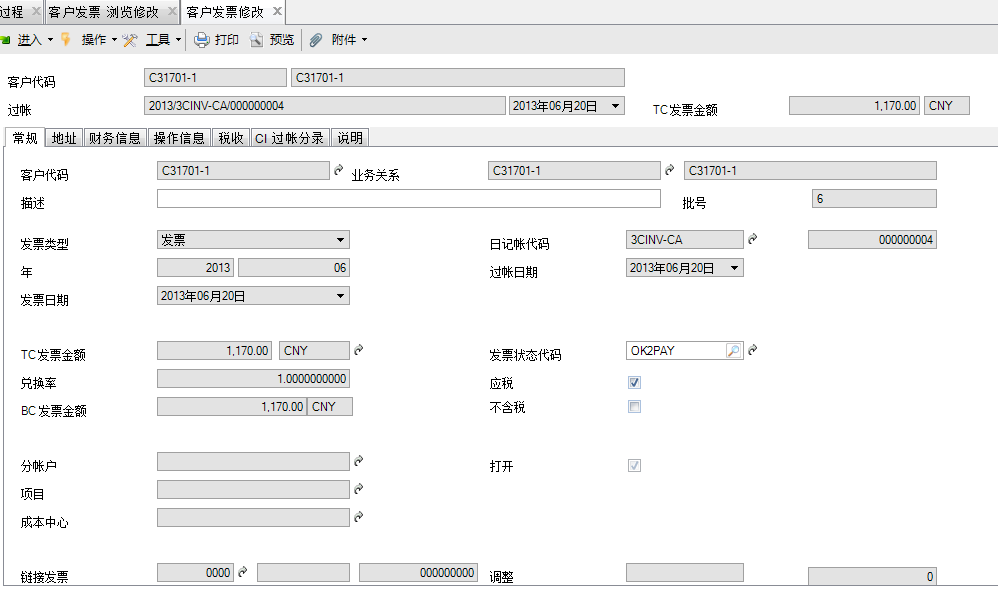 过程 客户发票 浏览修改 客户发票修改
进入 操作 工具 打印 预览 附件
客户代码 C31701-1 C31701-1
过帐 2013/3CINV-CA/000000004 2013年06月20日 TC发票金额 1,170.00 CNY
常规 地址 财务信息 操作信息 税收 CI 过帐分录 说明
客户代码 C31701-1 业务关系 C31701-1 C31701-1
描述 批号 6
发票类型 发票 日记帐代码 3CINV-CA 000000004
年 2013 06 过帐日期 2013年06月20日
发票日期 2013年06月20日
TC发票金额 1,170.00 CNY 发票状态代码 OK2PAY
兑换率 1.0000000000 应税
BC发票金额 1,170.00 CNY 不含税
分帐户 打开
项目
成本中心
链接发票 0000 000000000 调整 0